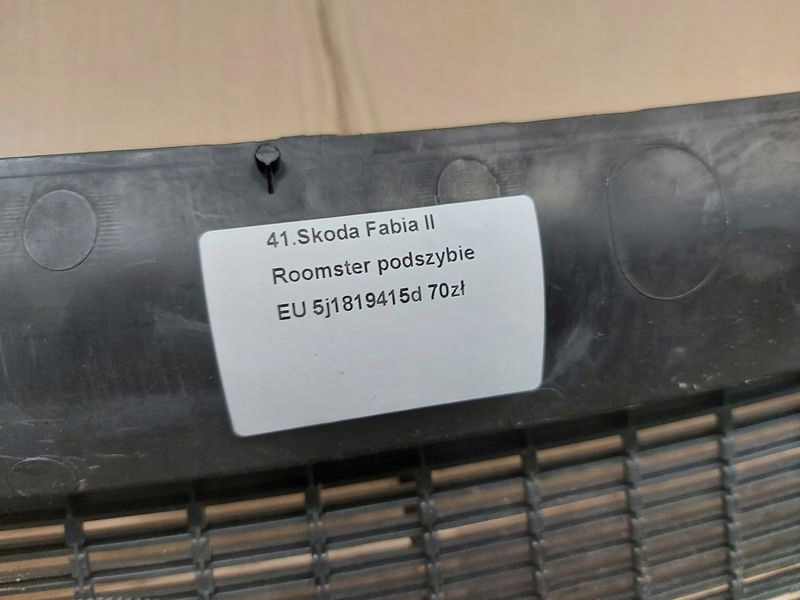 41.Skoda Fabia II
Roomster podszybie
EU 5j1819415d 70zł